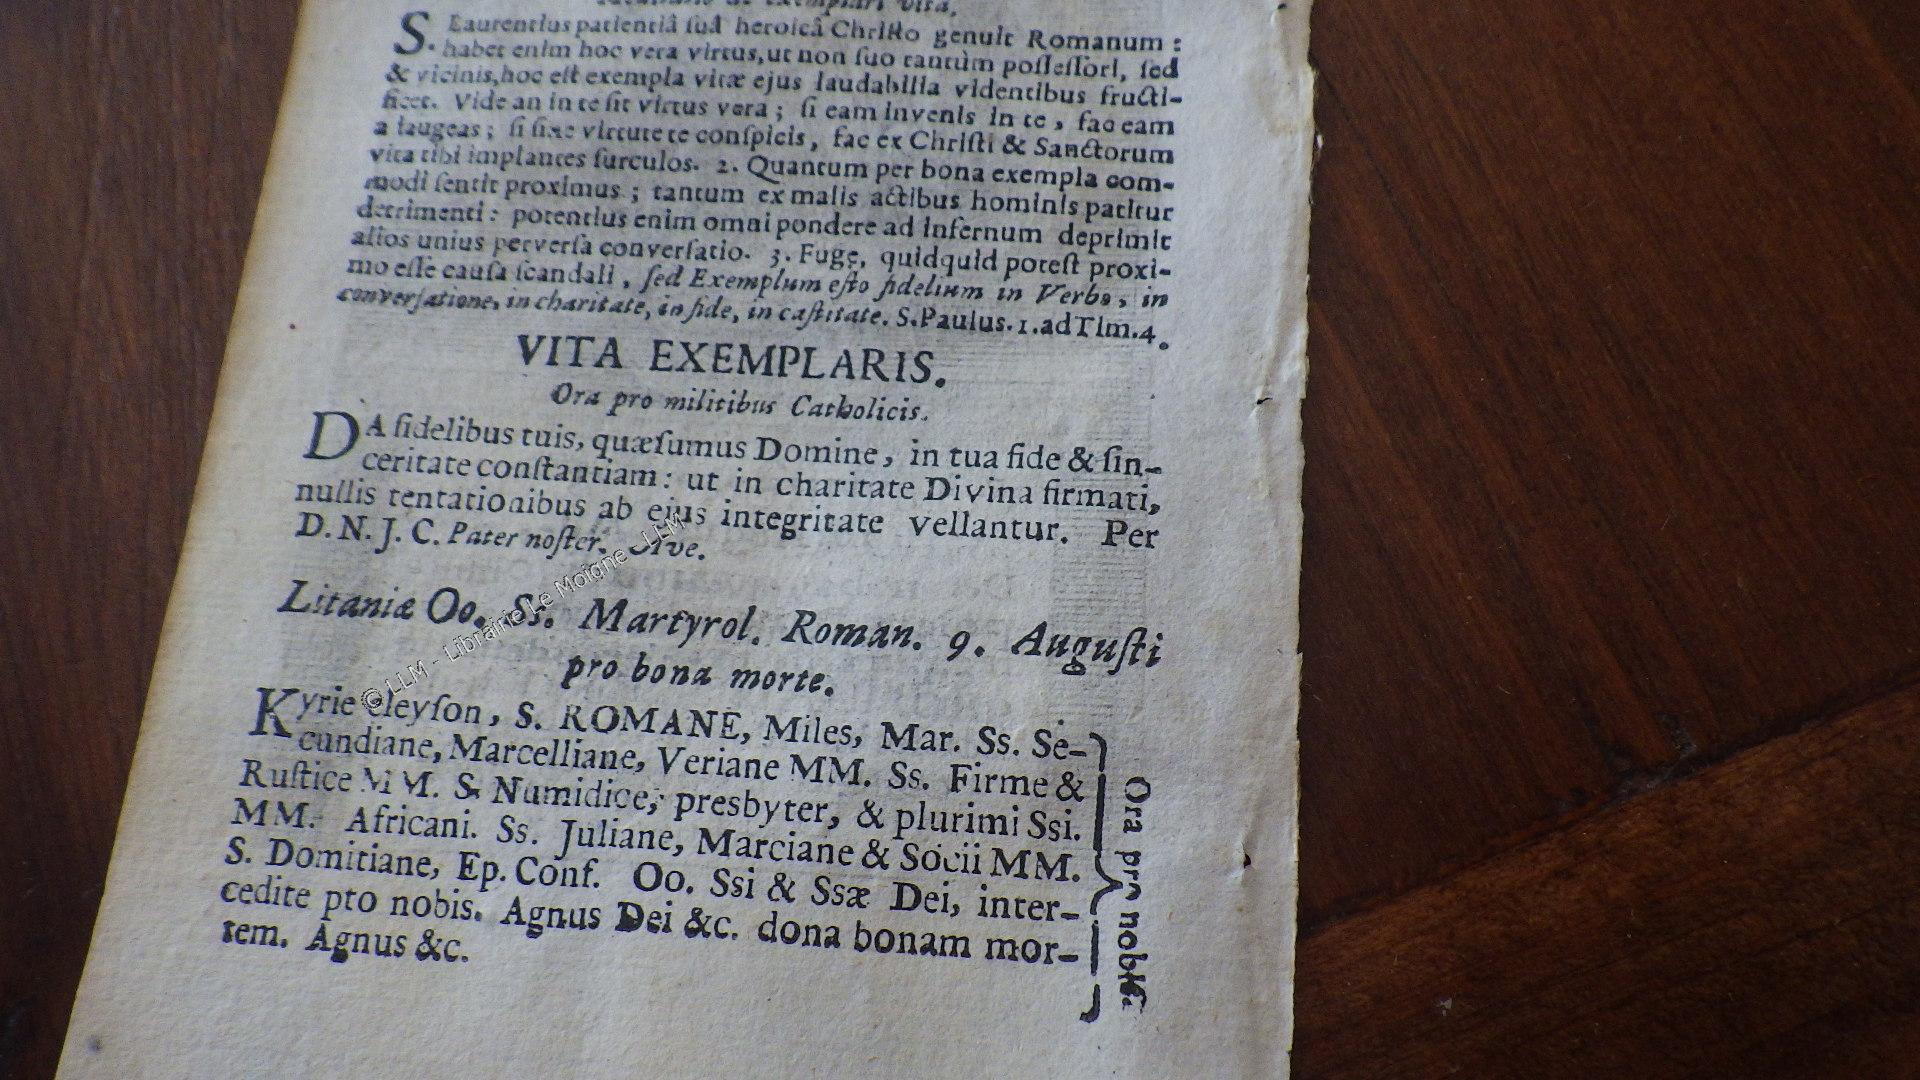 de exemplari vita.
S. Laurentius patientiâ suâ heroicâ Christo genuit Romanum:
habet enim hoc vera virtus, ut non suo tantùm possessori, sed
& vicinis, hoc est exempla vitæ ejus laudabilia videntibus fructi-
ficet. Vide an in te sit virtus vera; si eam invenis in te, fac eam
augeas; si sine virtute te conspicis, fac ex Christi & Sanctorum
vita tibi implantes surculos. 2. Quantum per bona exempla com-
modi sentit proximus; tantum ex malis actibus hominis patitur
detrimenti: potentius enim omni pondere ad infernum deprimit
alios unius perversa conversatio. 3. Fuge, quidquid potest proxi-
mo esse causa scandali, sed Exemplum esto fidelium in Verbo, in
conversatione, in charitate, in fide, in castitate. S. Paulus. 1. ad Tim. 4.
VITA EXEMPLARIS.
Ora pro militibus Catholicis.
DA fidelibus tuis, quæsumus Domine, in tua fide & sin-
ceritate constantiam: ut in charitate Divina firmati,
nullis tentationibus ab ejus integritate vellantur. Per
D. N. J. C. Pater noster. Ave.
Litaniæ Oo. Ss. Martyrol. Roman. 9. Augusti
pro bona morte.
Kyrie eleyson, S. ROMANE, Miles, Mar. Ss. Se-
cundiane, Marcelliane, Veriane MM. Ss. Firme &
Rustice MM. S. Numidice, presbyter, & plurimi Ssi.
MM. Africani. Ss. Juliane, Marciane & Socii MM.
S. Domitiane, Ep. Conf. Oo. Ssi & Ssæ Dei, inter-
cedite pro nobis. Agnus Dei &c. dona bonam mor-
tem. Agnus &c.
Ora pro nobis.
© LLM - Librairie Le Moigne - LLM